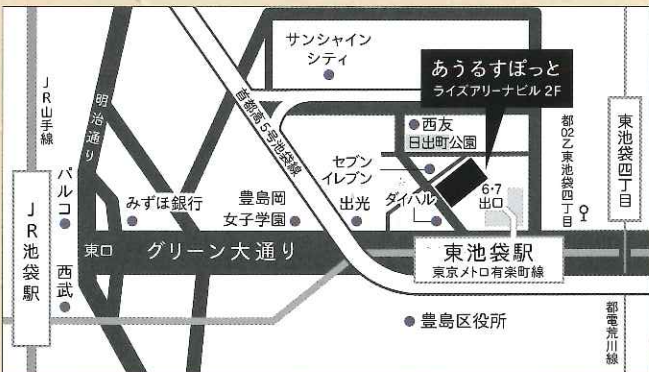 サンシャイン
シティ
あうるすぽっと
ライズアリーナビル 2F
JR山手線
明治通り
首都高5号池袋線
西友
日出町公園
都02乙東池袋四丁目
東池袋四丁目
パルコ
みずほ銀行
豊島岡
女子学園
セブン
イレブン
出光
ダイハル
6・7
出口
JR池袋駅
東口
グリーン大通り
東池袋駅
東京メトロ有楽町線
西武
豊島区役所
都電荒川線